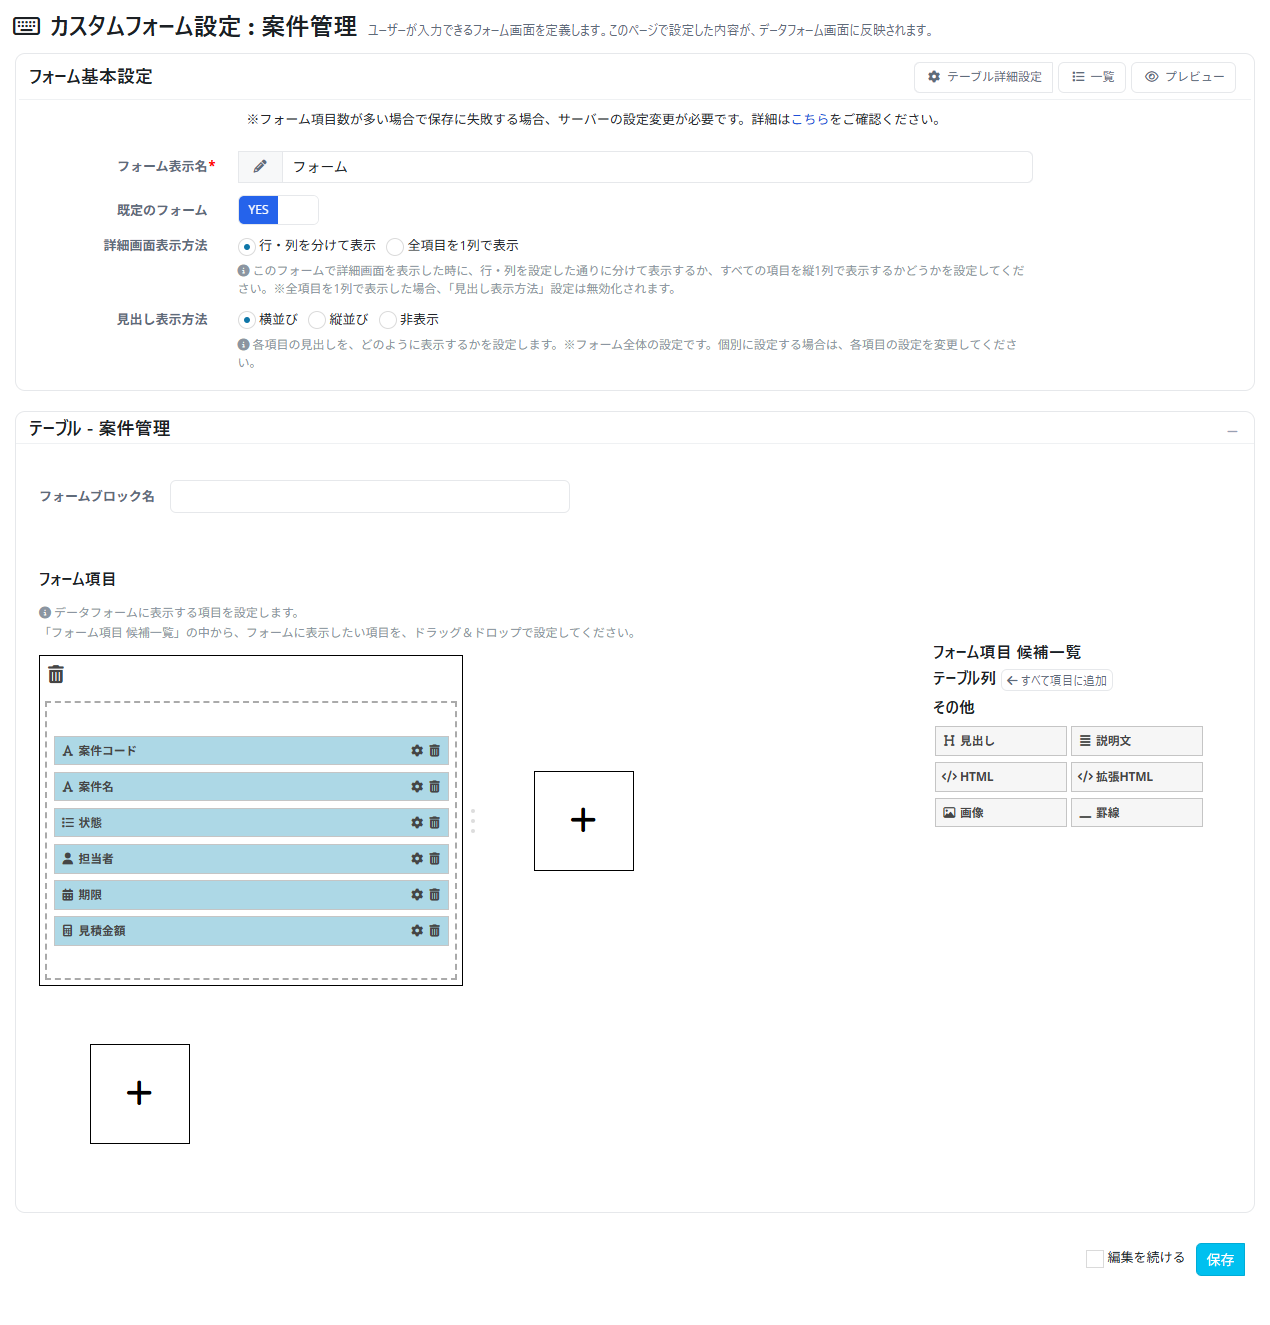 カスタムフォーム設定 : 案件管理 ユーザーが入力できるフォーム画面を定義します。このページで設定した内容が、データフォーム画面に反映されます。
フォーム基本設定
テーブル詳細設定 一覧 プレビュー
※フォーム項目数が多い場合で保存に失敗する場合、サーバーの設定変更が必要です。詳細はこちらをご確認ください。
フォーム表示名* フォーム
既定のフォーム YES
詳細画面表示方法 行・列を分けて表示 全項目を1列で表示
このフォームで詳細画面を表示した時に、行・列を設定した通りに分けて表示するか、すべての項目を縦1列で表示するかどうかを設定してくだ
さい。※全項目を1列で表示した場合、「見出し表示方法」設定は無効化されます。
見出し表示方法 横並び 縦並び 非表示
各項目の見出しを、どのように表示するかを設定します。※フォーム全体の設定です。個別に設定する場合は、各項目の設定を変更してくださ
い。
テーブル - 案件管理
フォームブロック名
フォーム項目
データフォームに表示する項目を設定します。
「フォーム項目 候補一覧」の中から、フォームに表示したい項目を、ドラッグ＆ドロップで設定してください。
案件コード
案件名
状態
担当者
期限
見積金額
フォーム項目 候補一覧
テーブル列 すべて項目に追加
その他
見出し 説明文
HTML 拡張HTML
画像 罫線
編集を続ける 保存